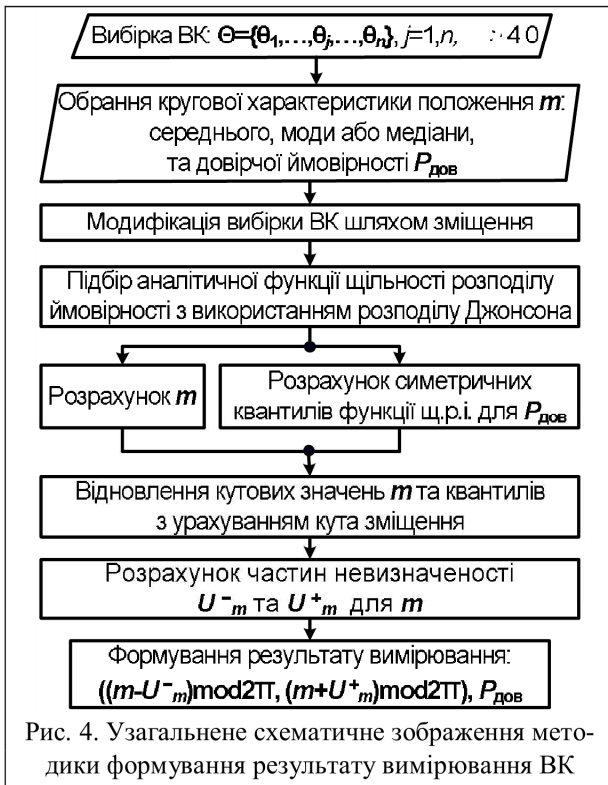 Вибірка ВК: Θ={θ₁,…,θⱼ,…,θₙ}, j=1,n, >40
Обрання кругової характеристики положення m:
середнього, моди або медіани,
та довірчої ймовірності Pдов
Модифікація вибірки ВК шляхом зміщення
Підбір аналітичної функції щільності розподілу
ймовірності з використанням розподілу Джонсона
Розрахунок m
Розрахунок симетричних
квантилів функції щ.р.і. для Pдов
Відновлення кутових значень m та квантилів
з урахуванням кута зміщення
Розрахунок частин невизначеності
U⁻m та U⁺m для m
Формування результату вимірювання:
((m-U⁻m)mod2π, (m+U⁺m)mod2π), Pдов
Рис. 4. Узагальнене схематичне зображення мето-
дики формування результату вимірювання ВК